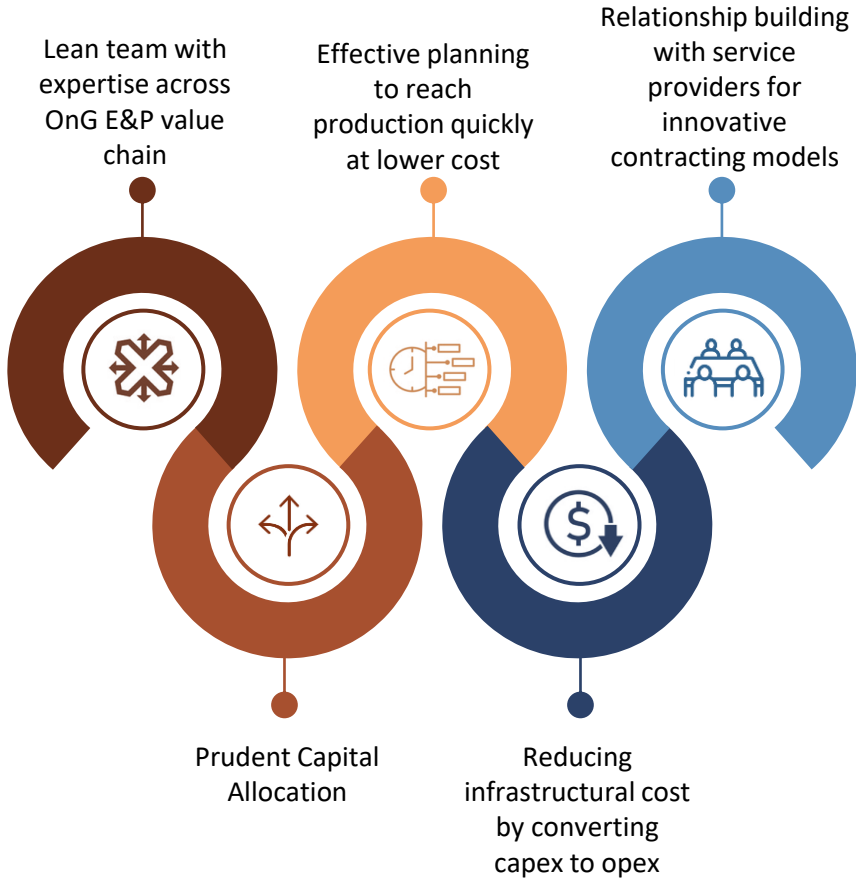 Lean team with
expertise across
OnG E&P value
chain
Effective planning
to reach
production quickly
at lower cost
Relationship building
with service
providers for
innovative
contracting models
Prudent Capital
Allocation
Reducing
infrastructural cost
by converting
capex to opex